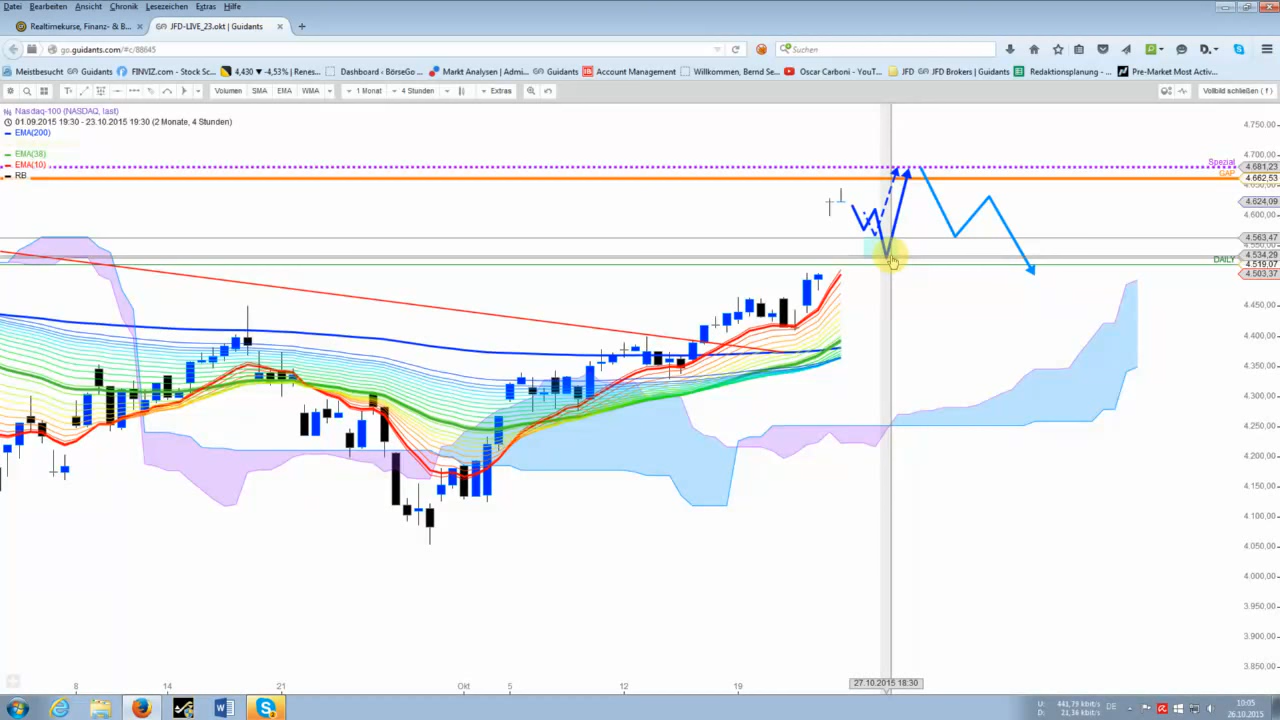 Datei Bearbeiten Ansicht Chronik Lesezeichen Extras Hilfe
Realtimekurse, Finanz- & B... × JFD-LIVE_23.okt | Guidants × +
go.guidants.com/#c/88645 Suchen
Meistbesucht Guidants FINVIZ.com - Stock Sc... 4,430 ▼ -4,53% | Renes... Dashboard - BörseGo ... Markt Analysen | Admi... Guidants Account Management Willkommen, Bernd Se... Oscar Carboni - YouT... JFD JFD Brokers | Guidants Redaktionsplanung -... Pre-Market Most Activ...
Volumen SMA EMA WMA 1 Monat 4 Stunden Extras Vollbild schließen ( f )
Nasdaq-100 (NASDAQ, last)
01.09.2015 19:30 - 23.10.2015 19:30 (2 Monate, 4 Stunden)
EMA(200)
EMA(38)
EMA(10)
RB
4.750,00
4.700,00
Spezial 4.681,23
GAP 4.662,53
4.624,09
4.600,00
4.563,47
4.534,29
DAILY 4.519,07
4.503,37
4.450,00
4.400,00
4.350,00
4.300,00
4.250,00
4.200,00
4.150,00
4.100,00
4.050,00
4.000,00
3.950,00
3.900,00
3.850,00
8 14 21 Okt 5 12 19 27.10.2015 18:30
U: 441,73 kbit/s DE 10:05
D: 21,36 kbit/s 26.10.2015